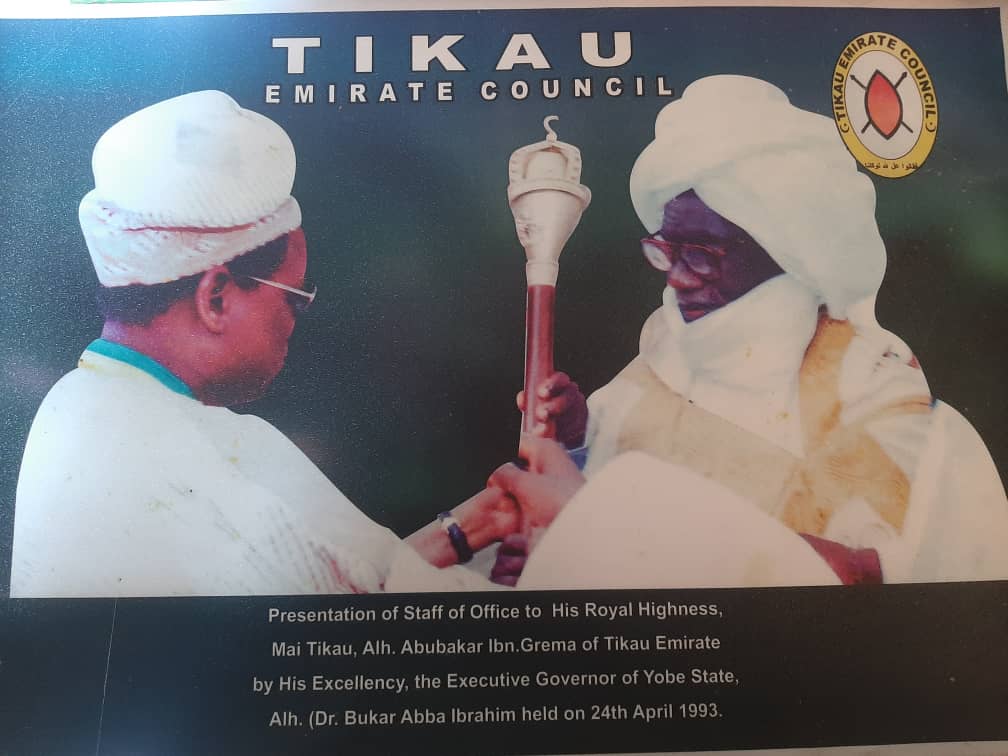 TIKAU
EMIRATE COUNCIL
TIKAU EMIRATE COUNCIL
Presentation of Staff of Office to His Royal Highness,
Mai Tikau, Alh. Abubakar Ibn.Grema of Tikau Emirate
by His Excellency, the Executive Governor of Yobe State,
Alh. (Dr. Bukar Abba Ibrahim held on 24th April 1993.